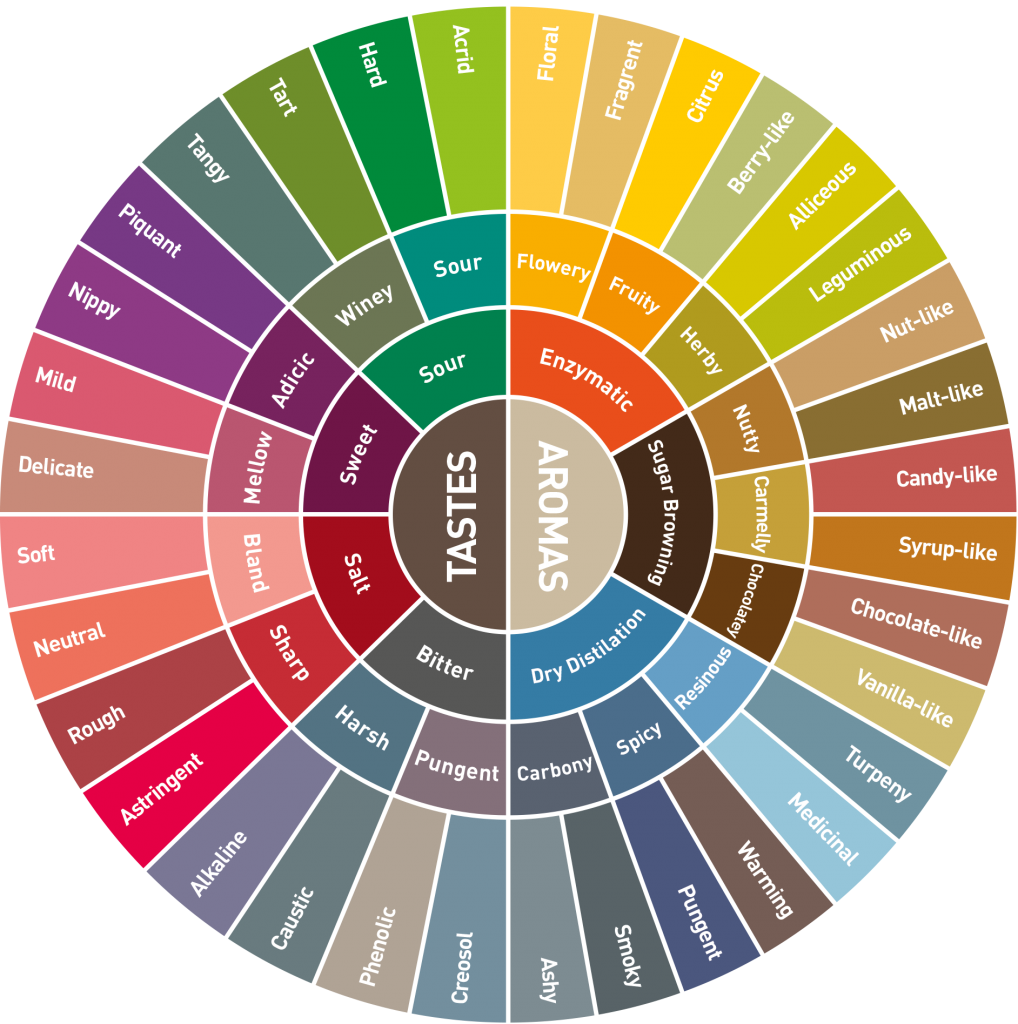 TASTES
AROMAS
Enzymatic
Sugar Browning
Dry Distilation
Bitter
Salt
Sweet
Sour
Flowery
Fruity
Herby
Nutty
Carmelly
Chocolatey
Resinous
Spicy
Carbony
Pungent
Harsh
Sharp
Bland
Mellow
Adicic
Winey
Sour
Floral
Fragrent
Citrus
Berry-like
Alliceous
Leguminous
Nut-like
Malt-like
Candy-like
Syrup-like
Chocolate-like
Vanilla-like
Turpeny
Medicinal
Warming
Pungent
Smoky
Ashy
Creosol
Phenolic
Caustic
Alkaline
Astringent
Rough
Neutral
Soft
Delicate
Mild
Nippy
Piquant
Tangy
Tart
Hard
Acrid